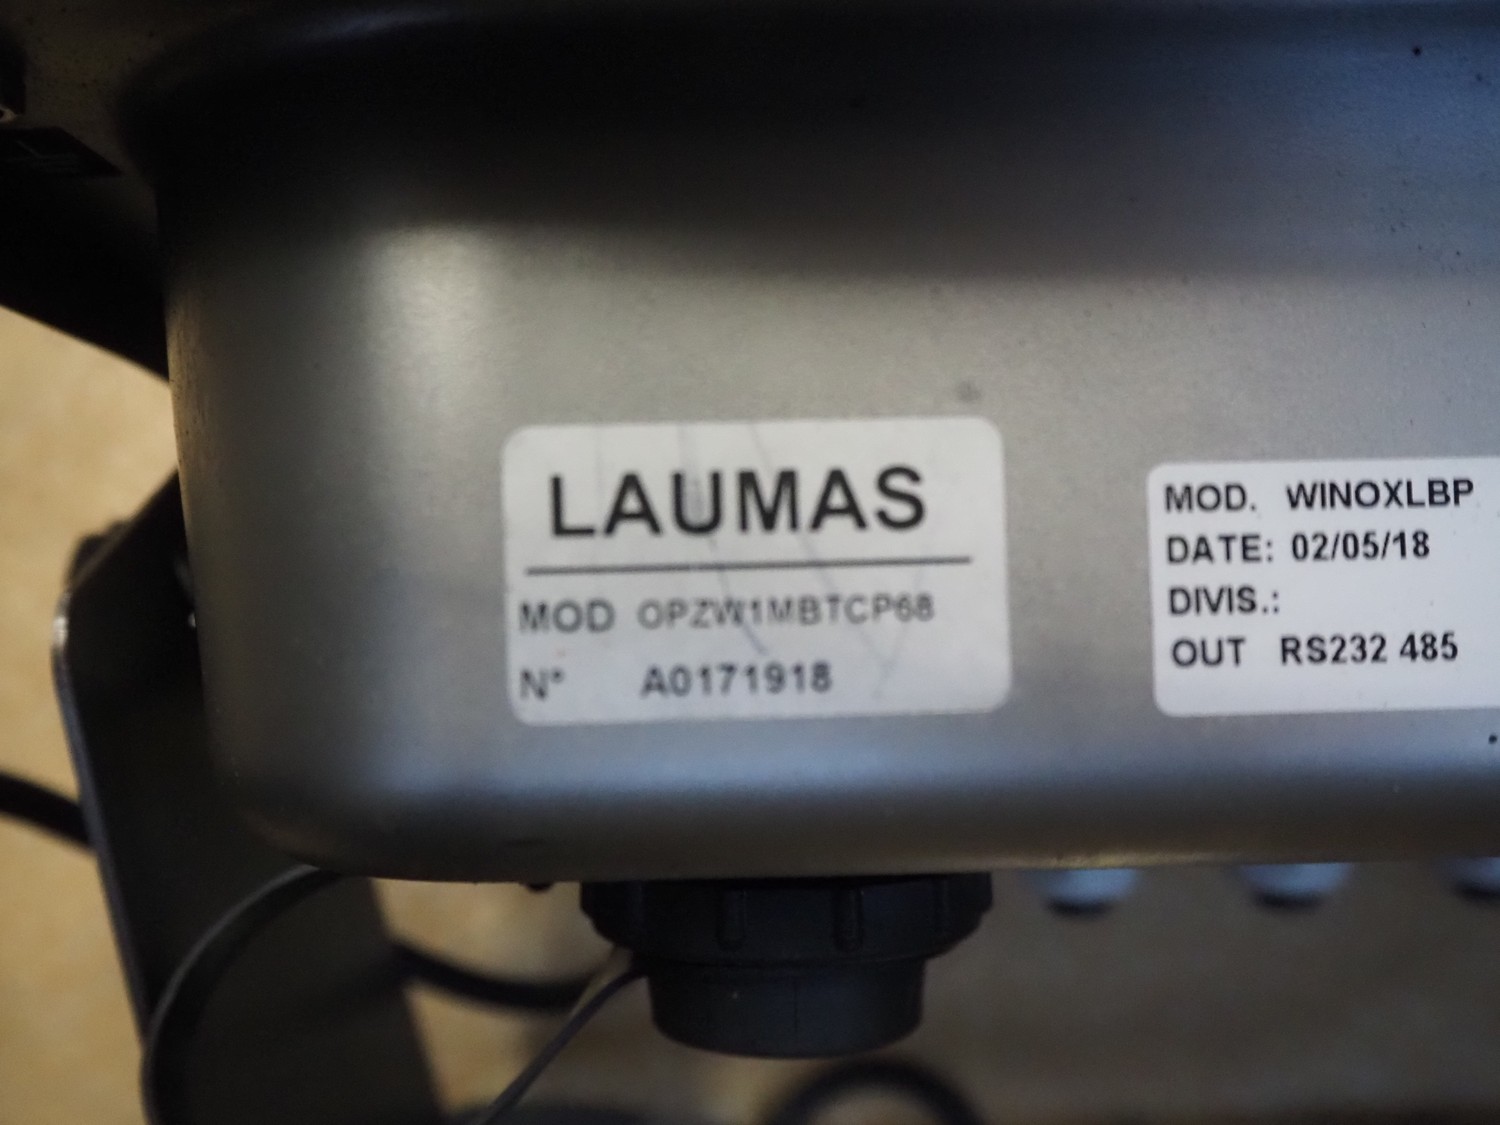 LAUMAS
MOD OPZW1MBTCP68
N° A0171918
MOD. WINOXLBP
DATE: 02/05/18
DIVIS.:
OUT RS232 485